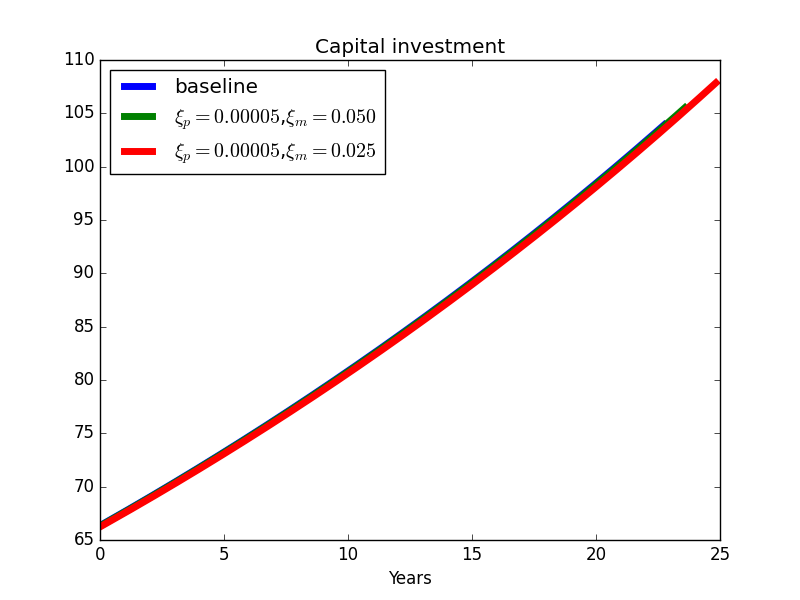 Capital investment
110
105
100
95
90
85
80
75
70
65
baseline
ξₚ = 0.00005,ξₘ = 0.050
ξₚ = 0.00005,ξₘ = 0.025
0 5 10 15 20 25
Years